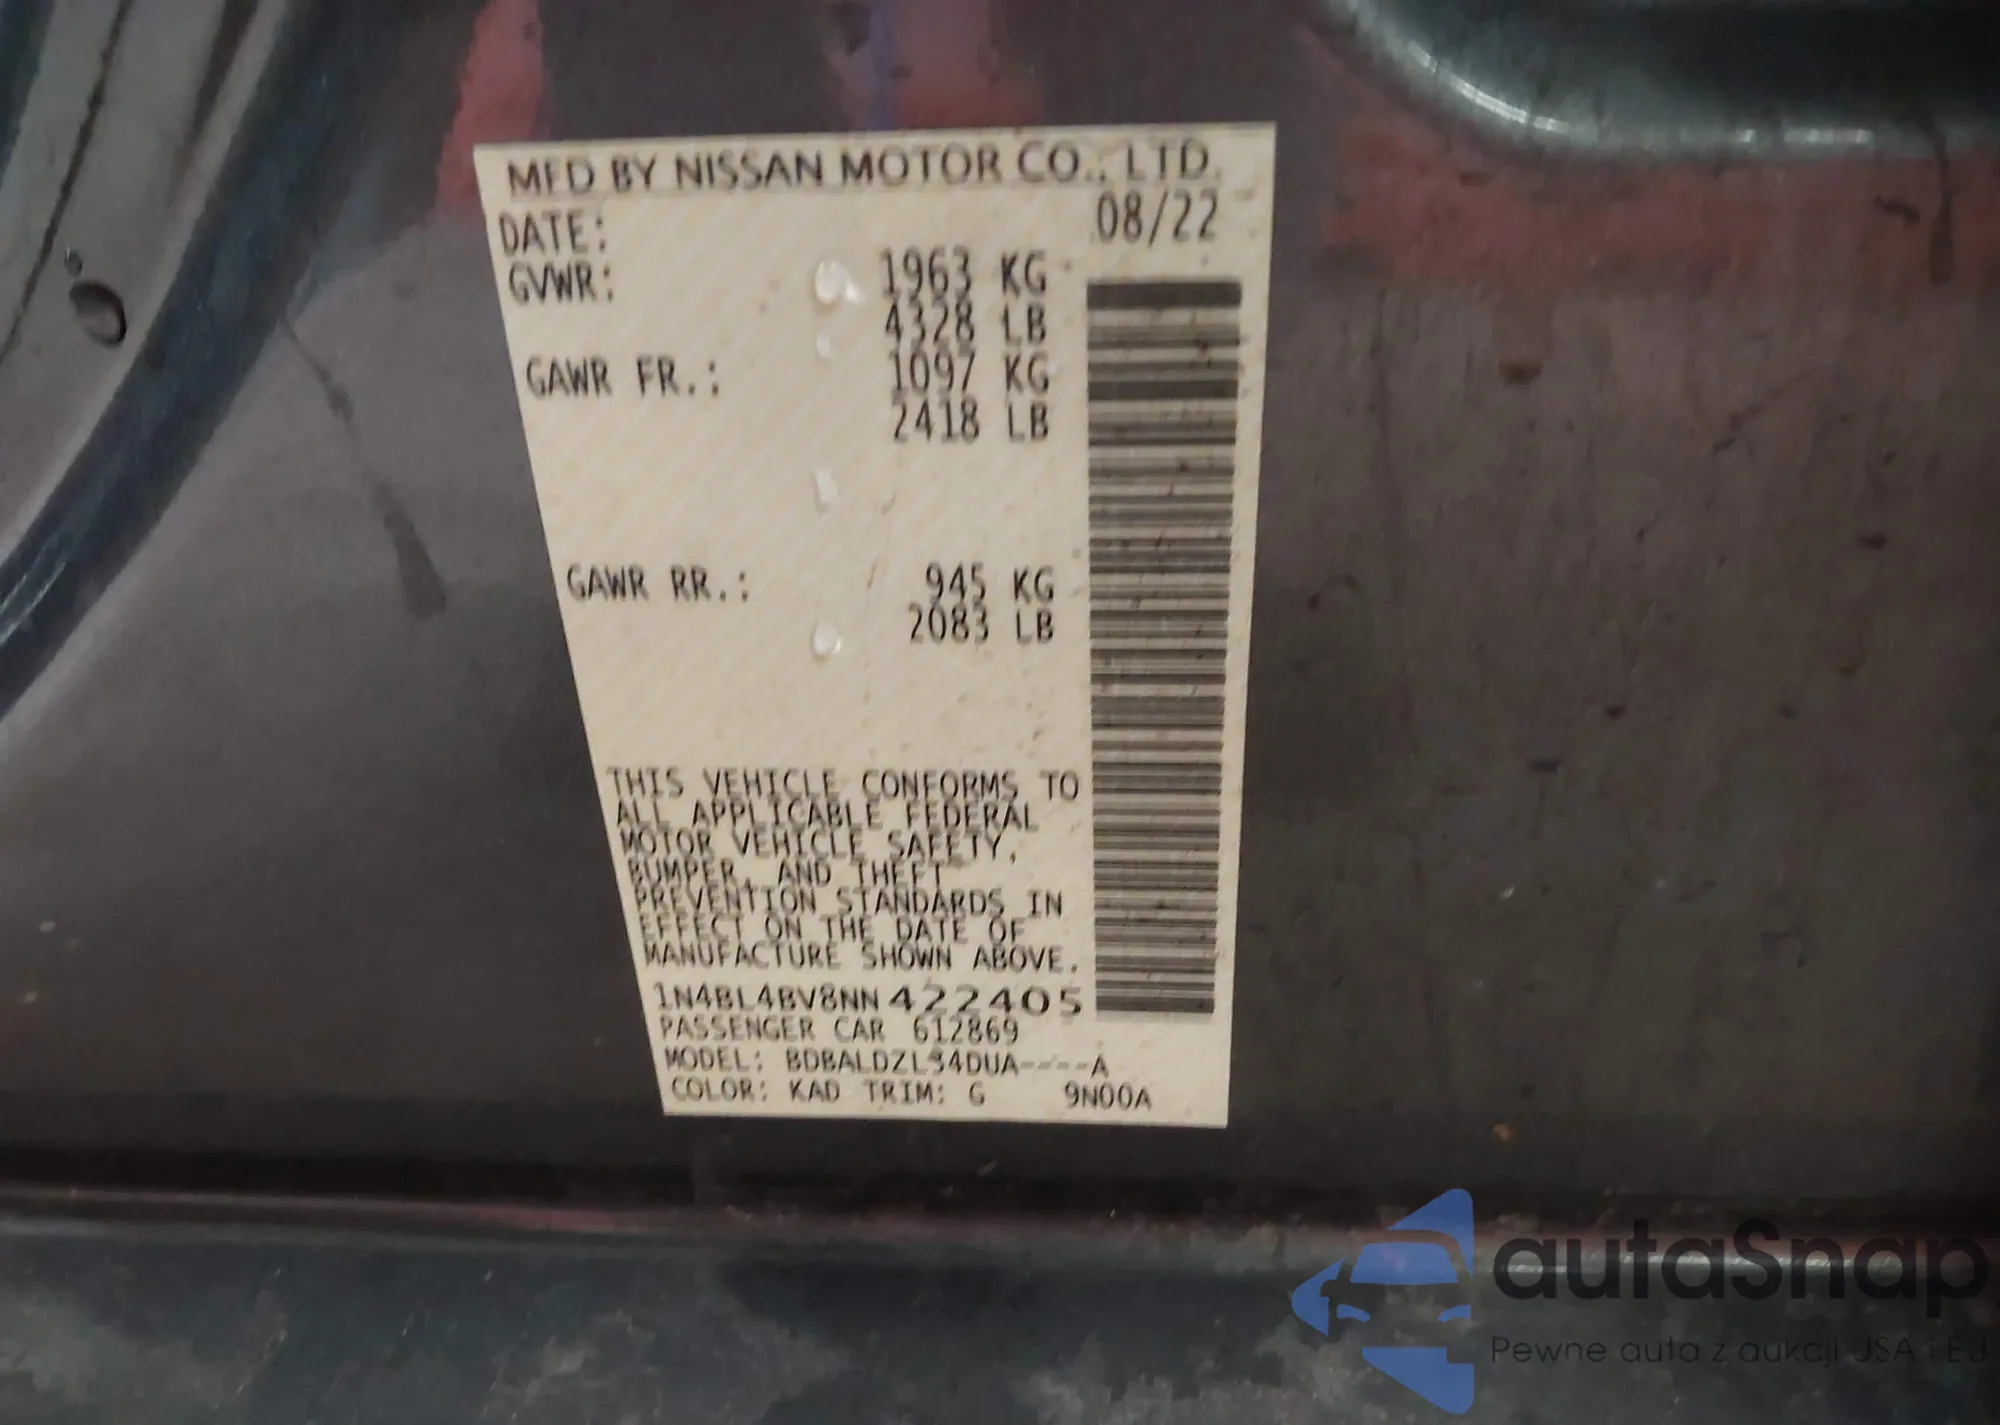 MFD BY NISSAN MOTOR CO., LTD.
DATE: 08/22
GVWR: 1963 KG
4328 LB
GAWR FR.: 1097 KG
2418 LB
GAWR RR.: 945 KG
2083 LB
THIS VEHICLE CONFORMS TO
ALL APPLICABLE FEDERAL
MOTOR VEHICLE SAFETY,
BUMPER, AND THEFT
PREVENTION STANDARDS IN
EFFECT ON THE DATE OF
MANUFACTURE SHOWN ABOVE.
1N4BL4BV8NN422405
PASSENGER CAR 612869
MODEL: BDBALDZL34DUA----A
COLOR: KAD TRIM: G 9N00A
autaSnap
Pewne auta z aukcji USA i EU